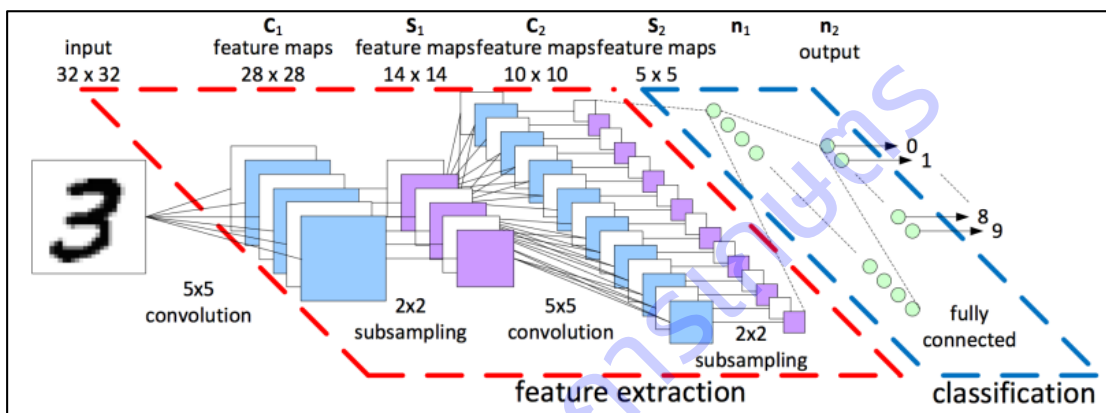 C₁ S₁ C₂ S₂ n₁ n₂
input feature maps feature maps feature maps feature maps output
32 x 32 28 x 28 14 x 14 10 x 10 5 x 5
0
1
8
9
5x5
convolution
2x2
subsampling
5x5
convolution
2x2
subsampling
fully
connected
feature extraction
classification